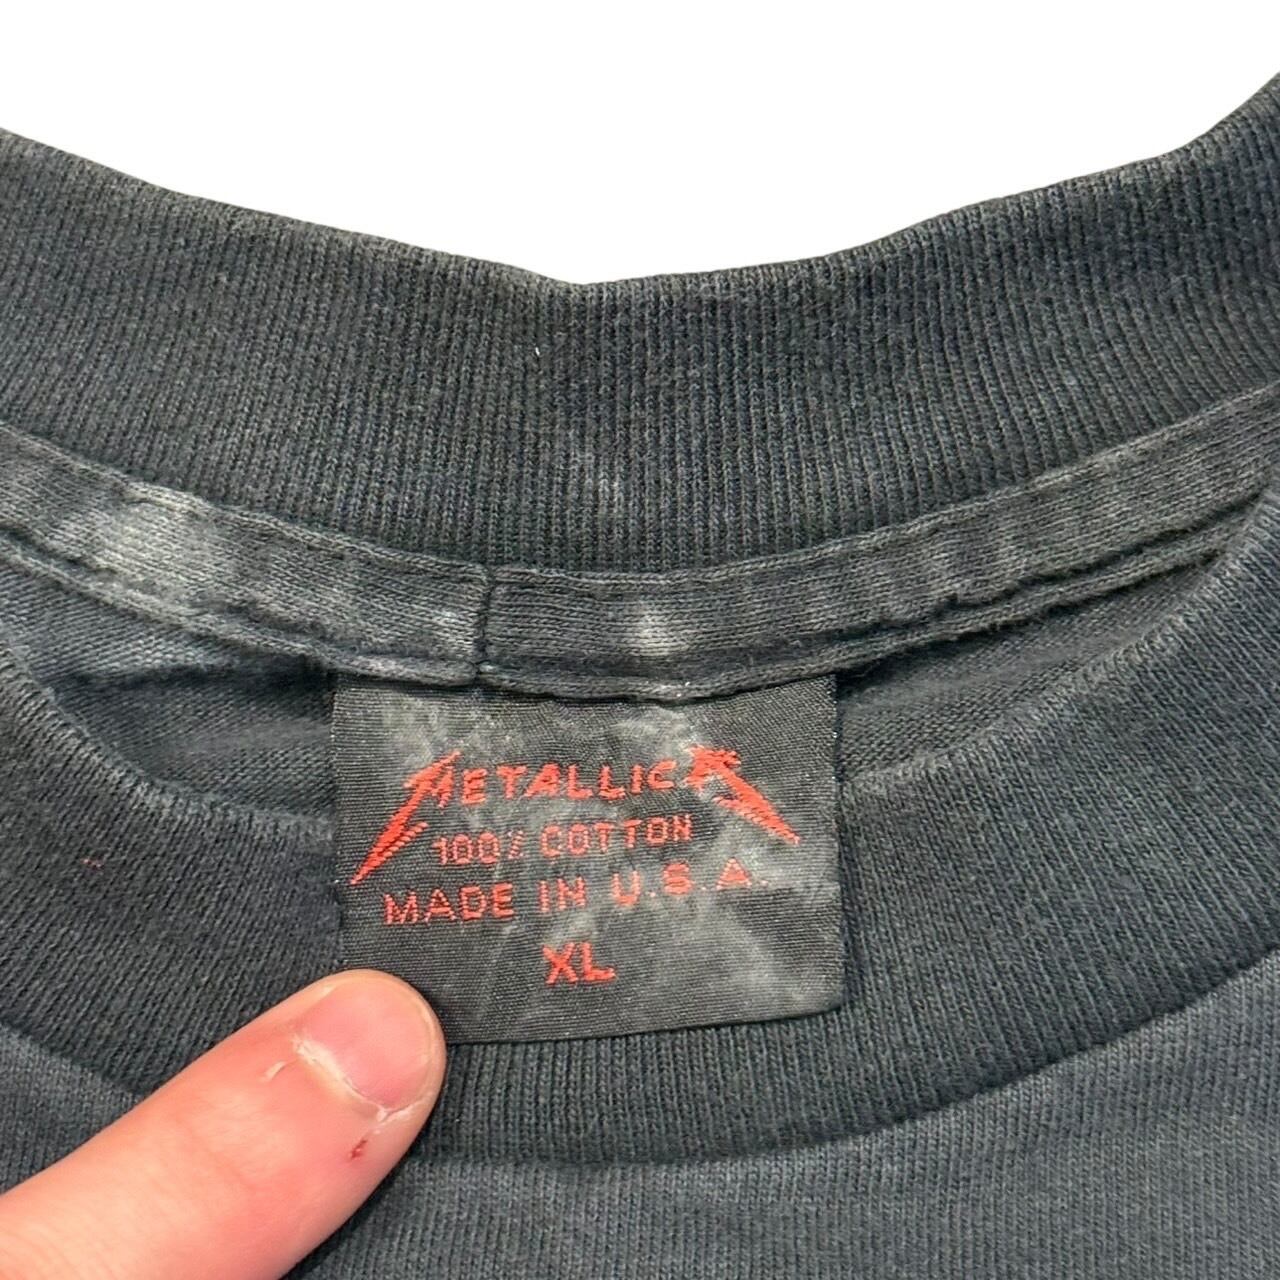 METALLICA
100% COTTON
MADE IN U.S.A.
XL